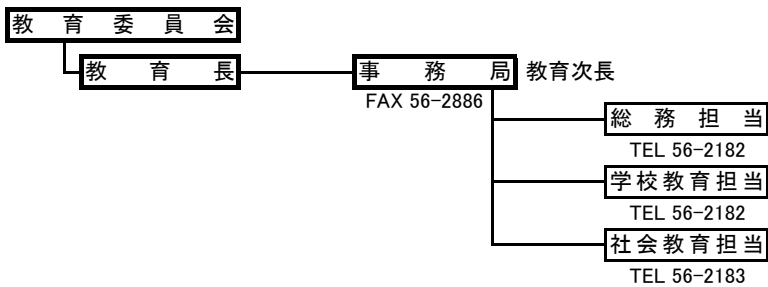 教育委員会
教育長
事務局 教育次長
FAX 56-2886
総務担当
TEL 56-2182
学校教育担当
TEL 56-2182
社会教育担当
TEL 56-2183